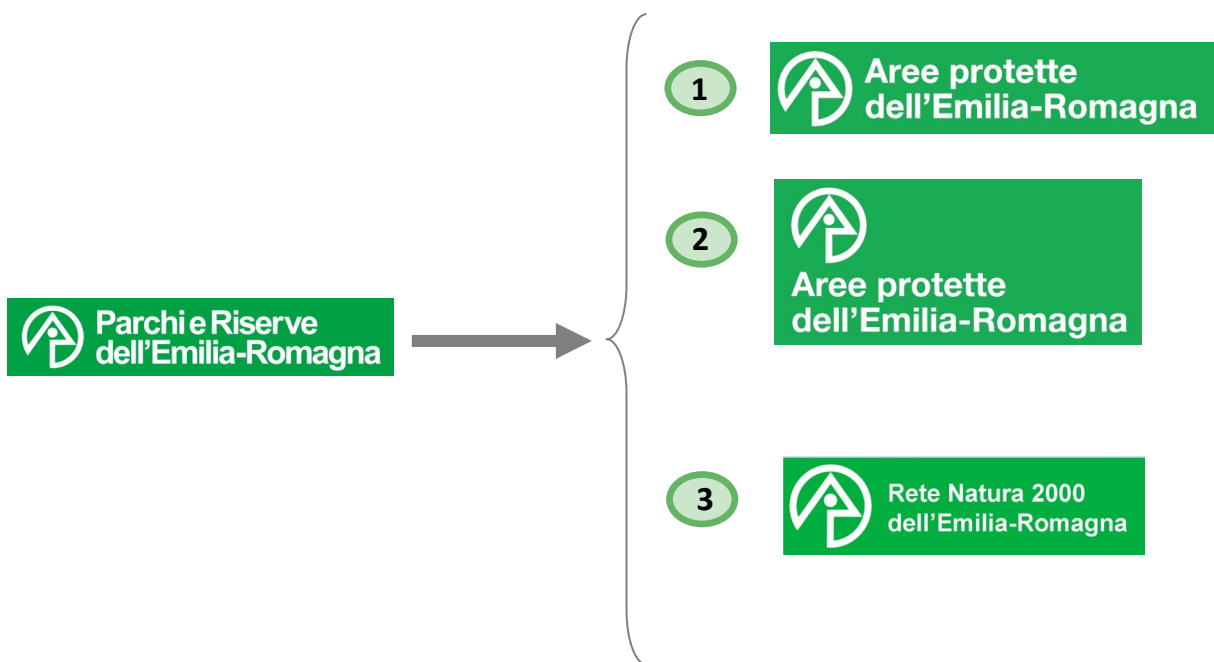 Parchi e Riserve
dell'Emilia-Romagna
1
Aree protette
dell'Emilia-Romagna
2
Aree protette
dell'Emilia-Romagna
3
Rete Natura 2000
dell'Emilia-Romagna